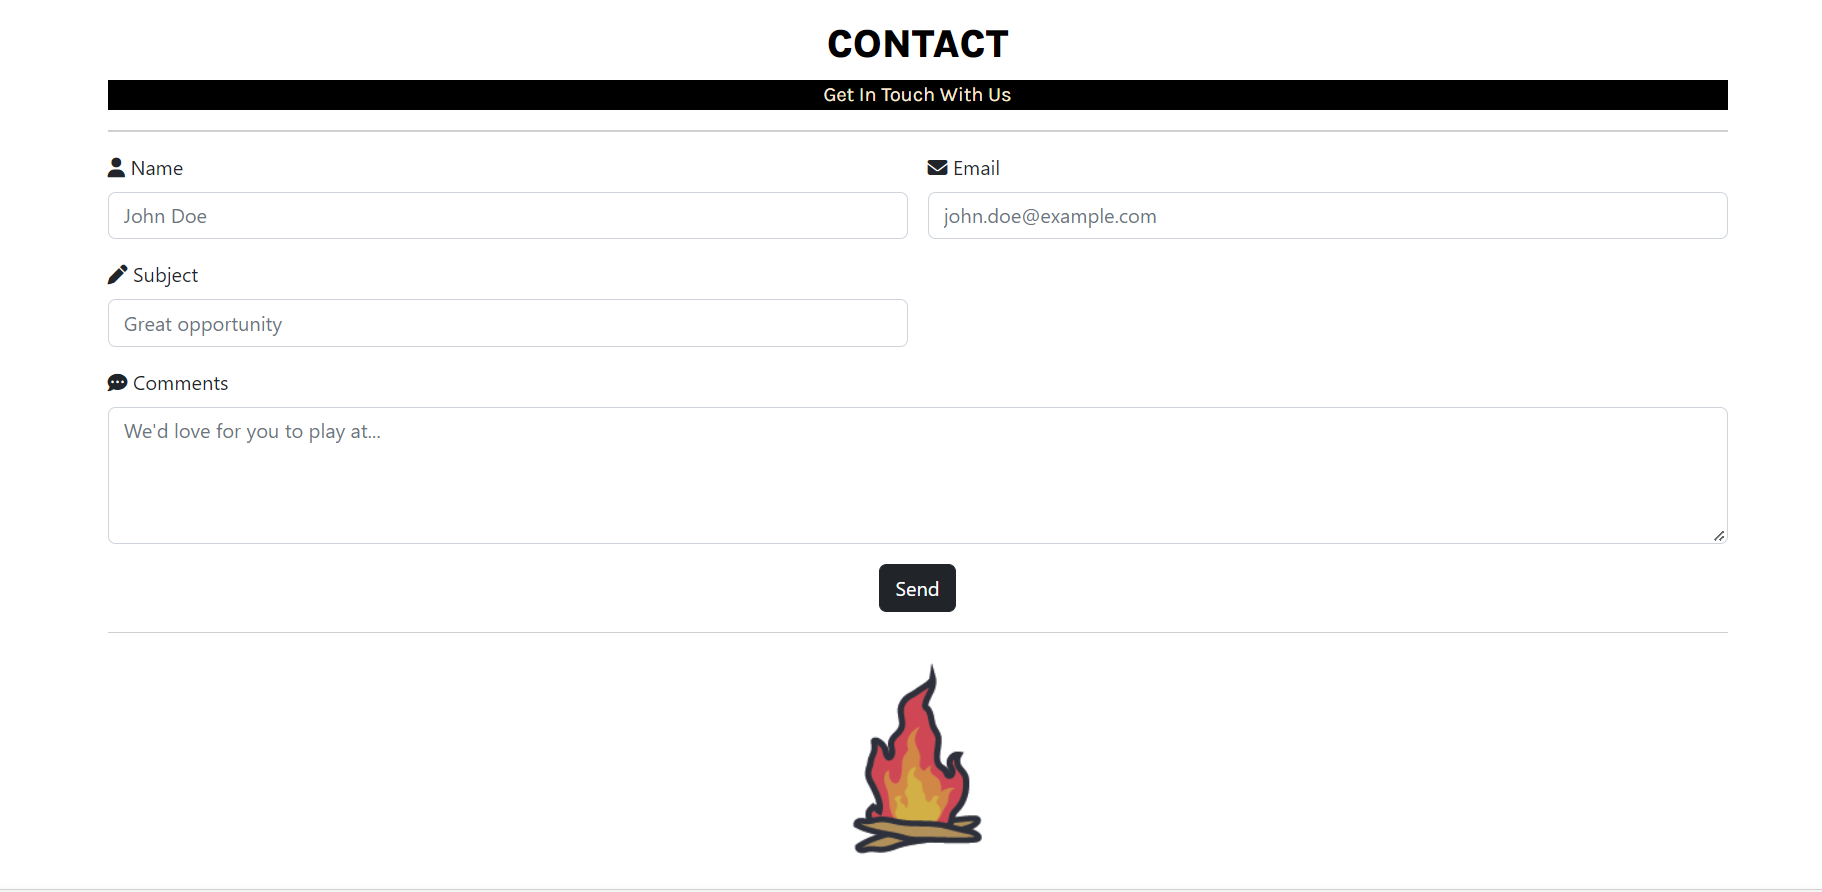 CONTACT
Get In Touch With Us
Name
Email
John Doe
john.doe@example.com
Subject
Great opportunity
Comments
We'd love for you to play at...
Send